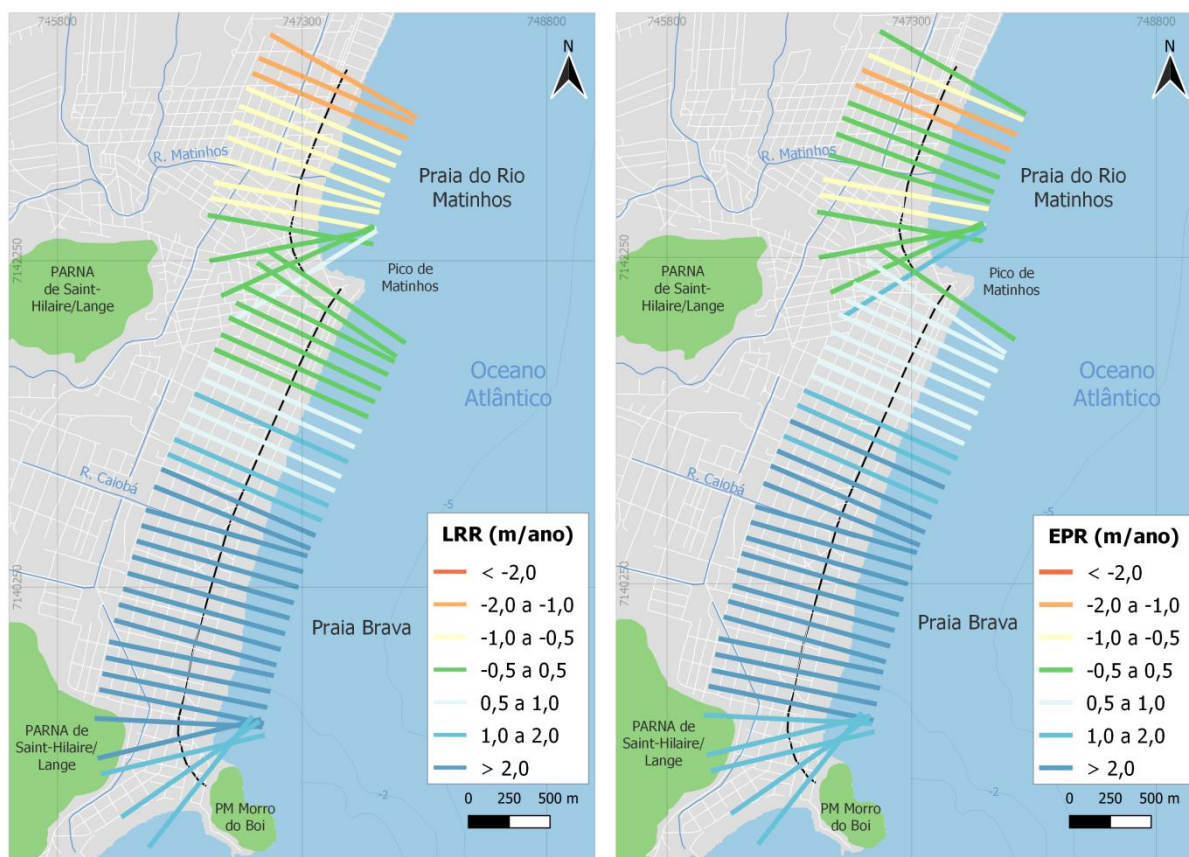 745800
747300
748800
N
R. Matinhos
Praia do Rio
Matinhos
7142250
PARNA
de Saint-
Hilaire/Lange
Pico de
Matinhos
Oceano
Atlântico
R. Caiobá
-5
7140250
Praia Brava
PARNA de
Saint-Hilaire/
Lange
PM Morro
do Boi
-2
LRR (m/ano)
< -2,0
-2,0 a -1,0
-1,0 a -0,5
-0,5 a 0,5
0,5 a 1,0
1,0 a 2,0
> 2,0
0 250 500 m
745800
747300
748800
N
R. Matinhos
Praia do Rio
Matinhos
7142250
PARNA
de Saint-
Hilaire/Lange
Pico de
Matinhos
Oceano
Atlântico
R. Caiobá
-5
7140250
Praia Brava
PARNA de
Saint-Hilaire/
Lange
PM Morro
do Boi
-2
EPR (m/ano)
< -2,0
-2,0 a -1,0
-1,0 a -0,5
-0,5 a 0,5
0,5 a 1,0
1,0 a 2,0
> 2,0
0 250 500 m